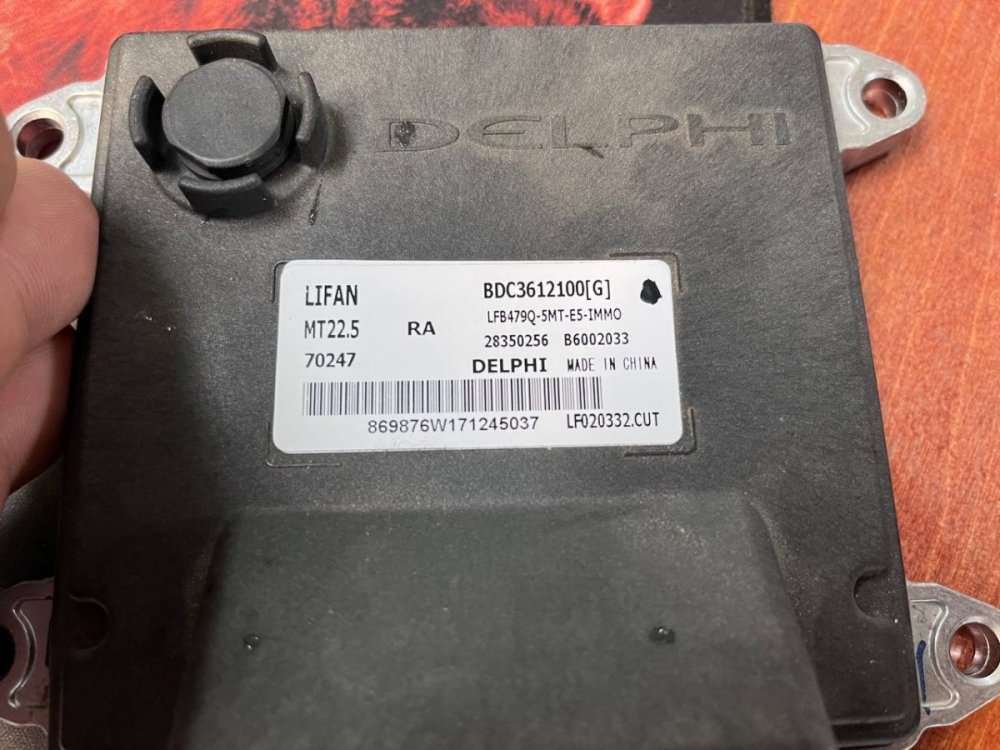 DELPHI
LIFAN BDC3612100[G]
MT22.5 RA LFB479Q-5MT-E5-IMMO
70247 28350256 B6002033
DELPHI MADE IN CHINA
869876W171245037 LF020332.CUT